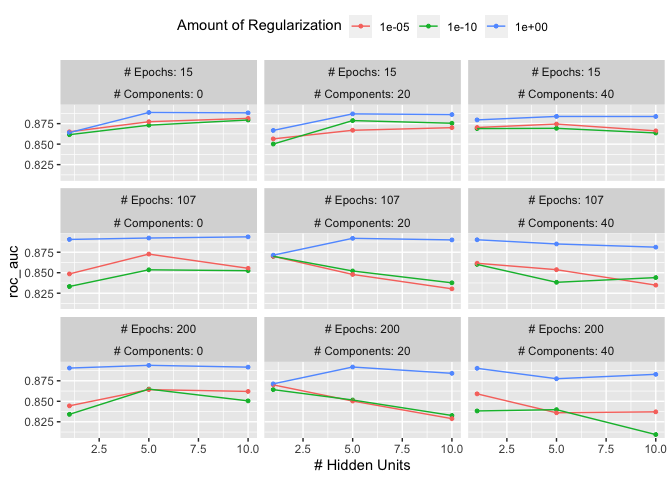 Amount of Regularization 1e-05 1e-10 1e+00
# Epochs: 15 # Epochs: 15 # Epochs: 15
# Components: 0 # Components: 20 # Components: 40
0.875
0.850
0.825
# Epochs: 107 # Epochs: 107 # Epochs: 107
# Components: 0 # Components: 20 # Components: 40
0.875
0.850
0.825
roc_auc
# Epochs: 200 # Epochs: 200 # Epochs: 200
# Components: 0 # Components: 20 # Components: 40
0.875
0.850
0.825
2.5 5.0 7.5 10.0 2.5 5.0 7.5 10.0 2.5 5.0 7.5 10.0
# Hidden Units